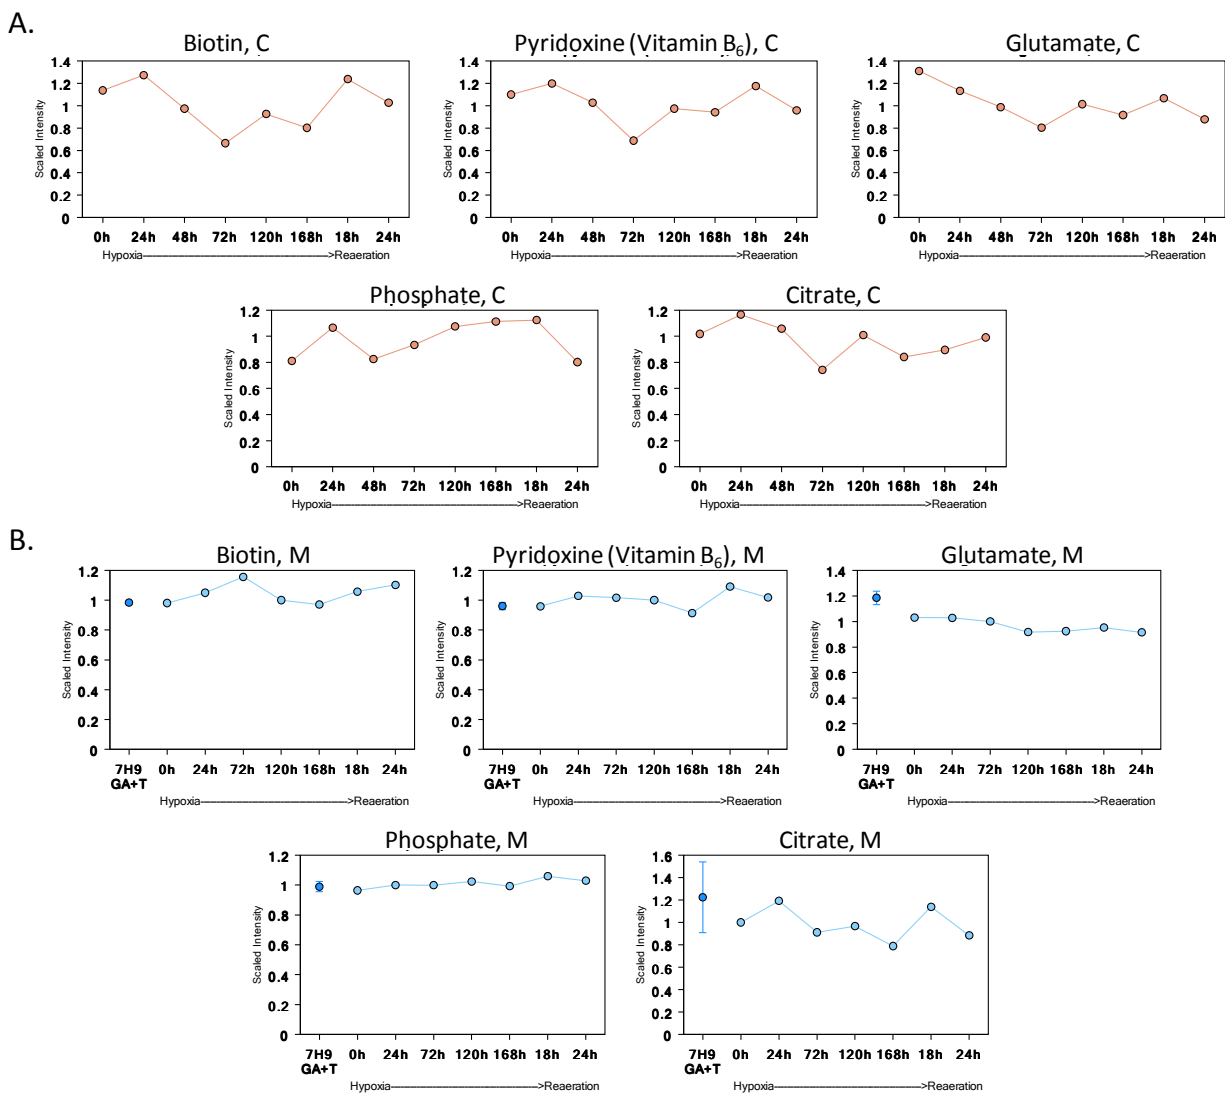 A.
Biotin, C
Pyridoxine (Vitamin B6), C
Glutamate, C
Scaled Intensity
1.4
1.2
1
0.8
0.6
0.4
0.2
0
0h 24h 48h 72h 120h 168h 18h 24h
Hypoxia------------>Reaeration
Scaled Intensity
1.4
1.2
1
0.8
0.6
0.4
0.2
0
0h 24h 48h 72h 120h 168h 18h 24h
Hypoxia------------>Reaeration
Scaled Intensity
1.4
1.2
1
0.8
0.6
0.4
0.2
0
0h 24h 48h 72h 120h 168h 18h 24h
Hypoxia------------>Reaeration
Phosphate, C
Citrate, C
Scaled Intensity
1.2
1
0.8
0.6
0.4
0.2
0
0h 24h 48h 72h 120h 168h 18h 24h
Hypoxia------------>Reaeration
Scaled Intensity
1.2
1
0.8
0.6
0.4
0.2
0
0h 24h 48h 72h 120h 168h 18h 24h
Hypoxia------------>Reaeration
B.
Biotin, M
Pyridoxine (Vitamin B6), M
Glutamate, M
Scaled Intensity
1.2
1
0.8
0.6
0.4
0.2
0
7H9 0h 24h 72h 120h 168h 18h 24h
GA+T
Hypoxia------------>Reaeration
Scaled Intensity
1.2
1
0.8
0.6
0.4
0.2
0
7H9 0h 24h 72h 120h 168h 18h 24h
GA+T
Hypoxia------------>Reaeration
Scaled Intensity
1.4
1.2
1
0.8
0.6
0.4
0.2
0
7H9 0h 24h 72h 120h 168h 18h 24h
GA+T
Hypoxia------------>Reaeration
Phosphate, M
Citrate, M
Scaled Intensity
1.2
1
0.8
0.6
0.4
0.2
0
7H9 0h 24h 72h 120h 168h 18h 24h
GA+T
Hypoxia------------>Reaeration
Scaled Intensity
1.6
1.4
1.2
1
0.8
0.6
0.4
0.2
0
7H9 0h 24h 72h 120h 168h 18h 24h
GA+T
Hypoxia------------>Reaeration